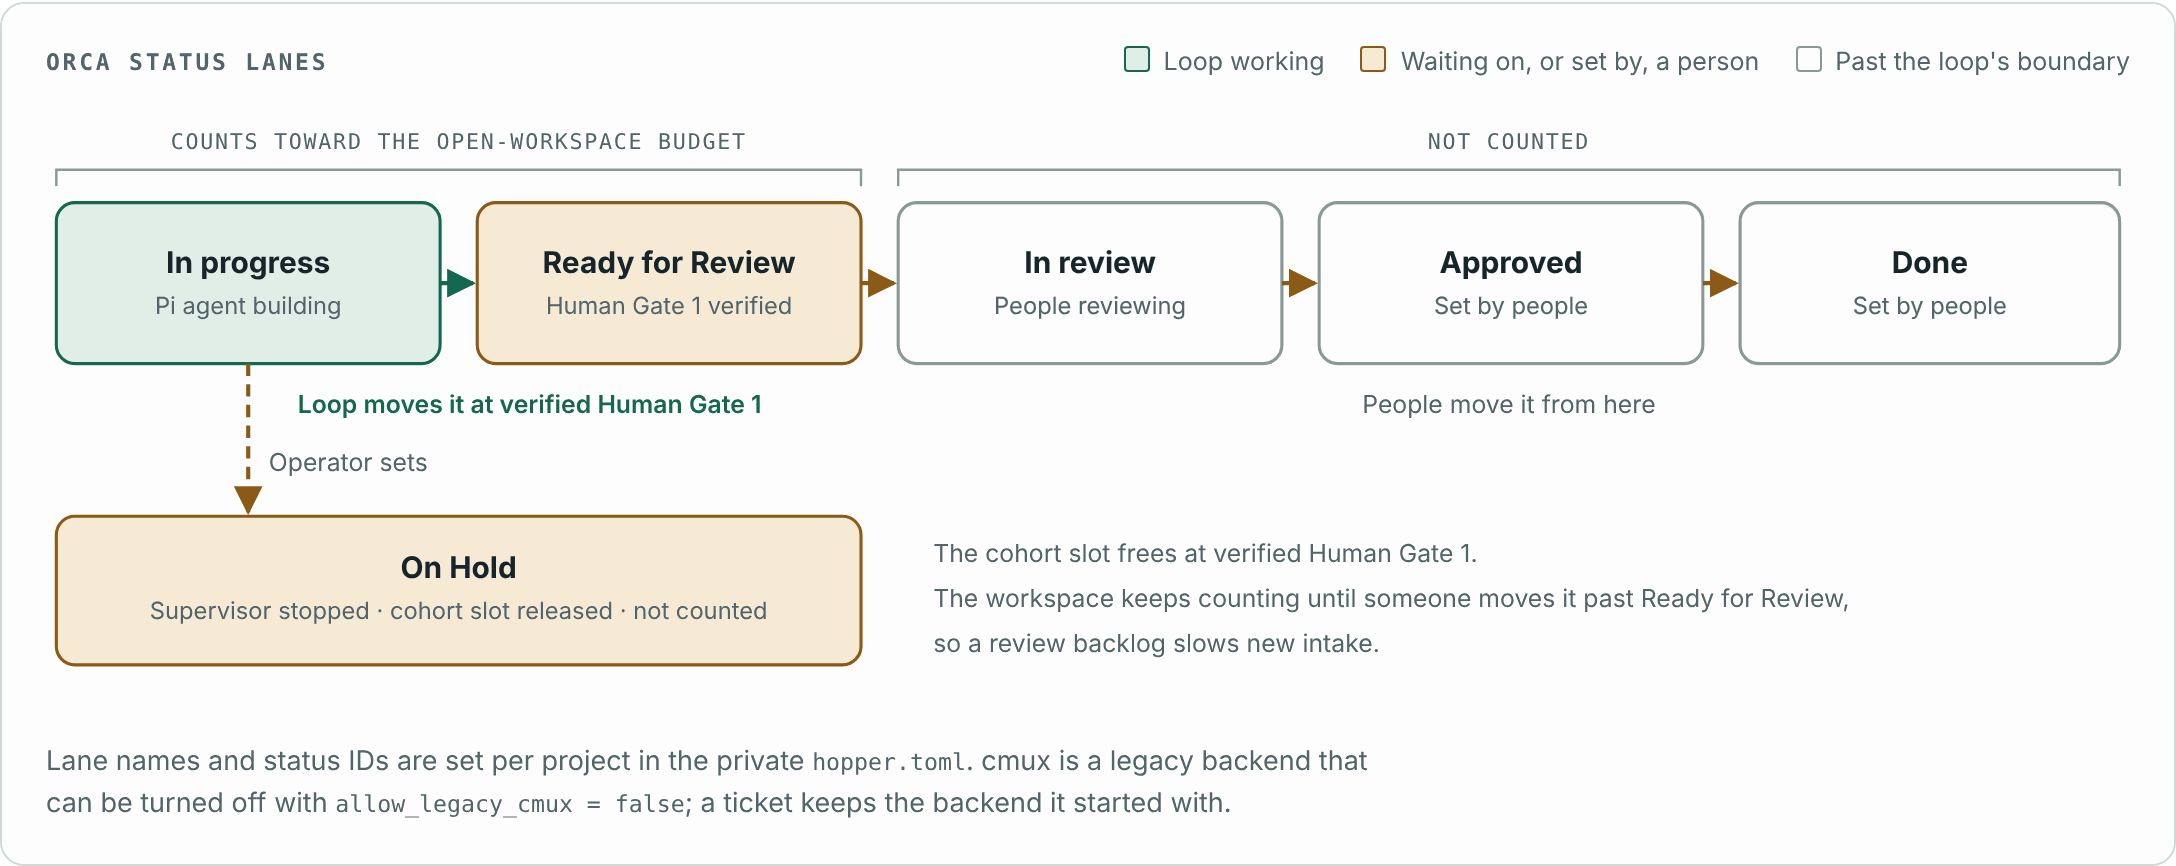 ORCA STATUS LANES
Loop working
Waiting on, or set by, a person
Past the loop's boundary
COUNTS TOWARD THE OPEN-WORKSPACE BUDGET
NOT COUNTED
In progress
Pi agent building
Ready for Review
Human Gate 1 verified
In review
People reviewing
Approved
Set by people
Done
Set by people
Loop moves it at verified Human Gate 1
People move it from here
Operator sets
On Hold
Supervisor stopped · cohort slot released · not counted
The cohort slot frees at verified Human Gate 1.
The workspace keeps counting until someone moves it past Ready for Review,
so a review backlog slows new intake.
Lane names and status IDs are set per project in the private hopper.toml. cmux is a legacy backend that
can be turned off with allow_legacy_cmux = false; a ticket keeps the backend it started with.